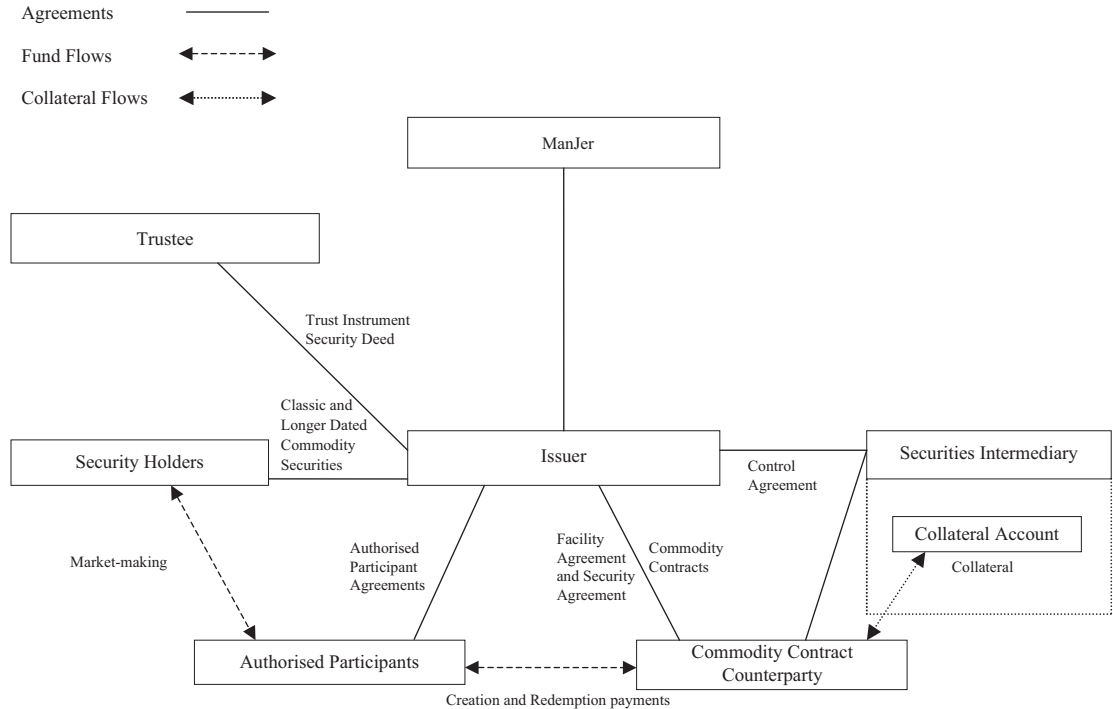 Agreements
Fund Flows
Collateral Flows
ManJer
Trustee
Trust Instrument
Security Deed
Classic and
Longer Dated
Commodity
Securities
Security Holders
Issuer
Securities Intermediary
Control
Agreement
Collateral Account
Collateral
Market-making
Authorised
Participant
Agreements
Facility
Agreement
and Security
Agreement
Commodity
Contracts
Authorised Participants
Commodity Contract
Counterparty
Creation and Redemption payments